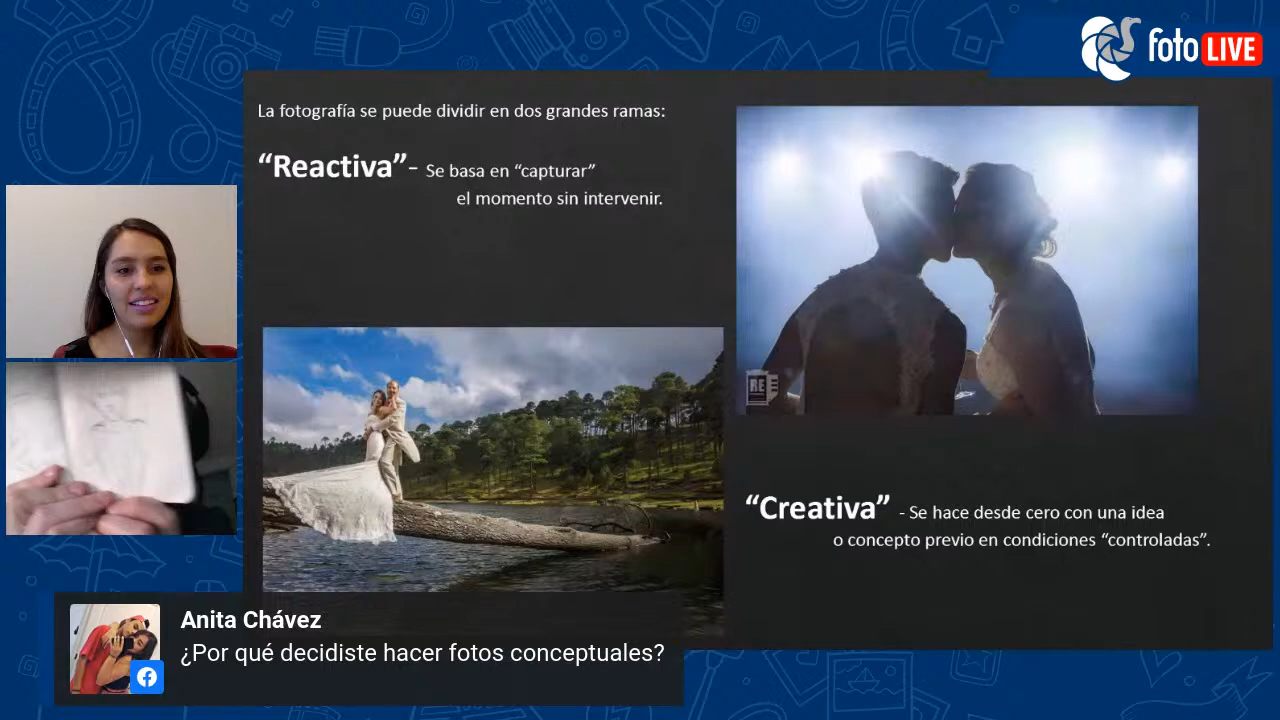 foto LIVE
La fotografía se puede dividir en dos grandes ramas:
“Reactiva”- Se basa en “capturar”
el momento sin intervenir.
RE
“Creativa” - Se hace desde cero con una idea
o concepto previo en condiciones “controladas”.
Anita Chávez
¿Por qué decidiste hacer fotos conceptuales?